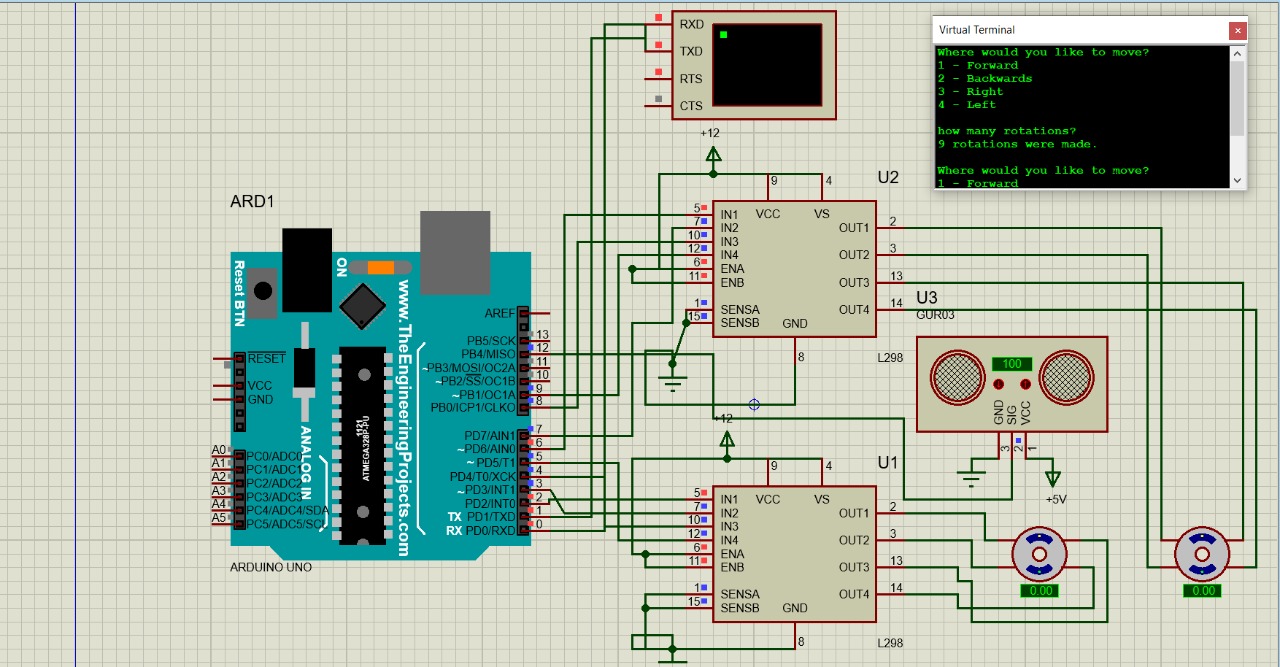 RXD
TXD
RTS
CTS
Virtual Terminal
Where would you like to move?
1 - Forward
2 - Backwards
3 - Right
4 - Left
how many rotations?
9 rotations were made.
Where would you like to move?
1 - Forward
+12
U2
9
4
VCC
VS
5
IN1
7
IN2
10
IN3
12
IN4
6
ENA
11
ENB
1
SENSA
15
SENSB
GND
8
OUT1
2
OUT2
3
OUT3
13
OUT4
14
L298
ARD1
Reset BTN
ON
www.TheEngineeringProjects.com
1121
ATMEGA328P-PU
ANALOG IN
RESET
VCC
GND
A0
PC0/ADC0
A1
PC1/ADC1
A2
PC2/ADC2
A3
PC3/ADC3
A4
PC4/ADC4/SDA
A5
PC5/ADC5/SCL
AREF
PB5/SCK
13
PB4/MISO
12
~PB3/MOSI/OC2A
11
~PB2/SS/OC1B
10
~PB1/OC1A
9
PB0/ICP1/CLKO
8
PD7/AIN1
7
~PD6/AIN0
6
~PD5/T1
5
PD4/T0/XCK
4
~PD3/INT1
3
PD2/INT0
2
TX PD1/TXD
1
RX PD0/RXD
0
ARDUINO UNO
U3
GUR03
100
GND
SIG
VCC
3
2
1
+5V
+12
U1
9
4
VCC
VS
5
IN1
7
IN2
10
IN3
12
IN4
6
ENA
11
ENB
1
SENSA
15
SENSB
GND
8
OUT1
2
OUT2
3
OUT3
13
OUT4
14
L298
0.00
0.00